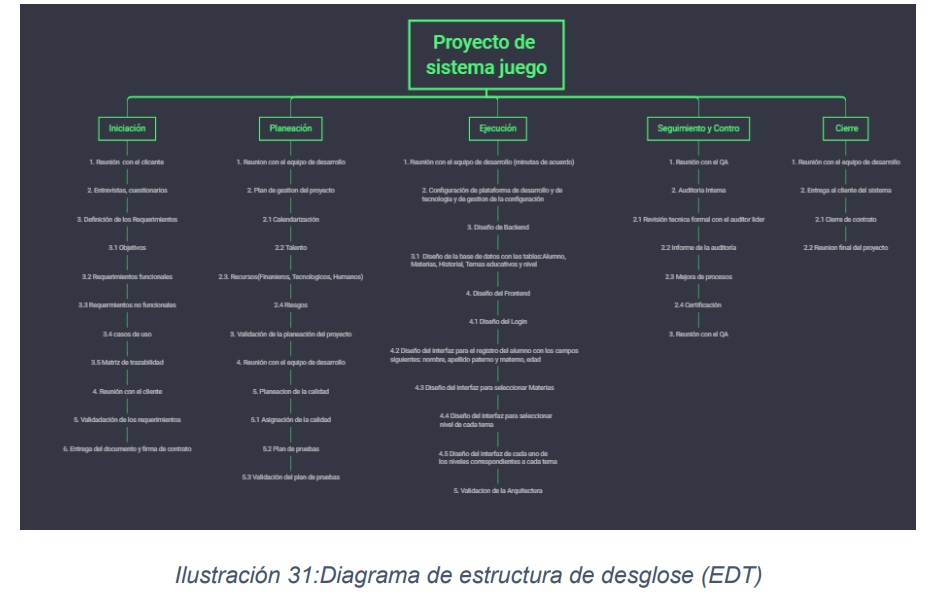 Proyecto de
sistema juego
Iniciación
Planeación
Ejecución
Seguimiento y Contro
Cierre
1. Reunión con el clicente
2. Entrevistas, cuestionarios
3. Definición de los Requerimientos
3.1 Objetivos
3.2 Requerimientos funcionales
3.3 Requermientos no funcionales
3.4 casos de uso
3.5 Matriz de trazabilidad
4. Reunión con el cliente
5. Validadación de los requerimientos
6. Entrega del documento y firma de contrato
1. Reunion con el equipo de desarrollo
2. Plan de gestion del proyecto
2.1 Calendarización
2.2 Talento
2.3. Recursos(Finanieros, Tecnologicos, Humanos)
2.4 Riesgos
3. Validación de la planeación del proyecto
4. Reunión con el equipo de desarrollo
5. Planeacion de la calidad
5.1 Asignación de la calidad
5.2 Plan de pruebas
5.3 Validación del plan de pruebas
1. Reunión con el equipo de desarrollo (minutas de acuerdo)
2. Configuración de plataforma de desarrollo y de
tecnologia y de gestion de la configuración
3. Diseño de Backend
3.1 Diseño de la base de datos con las tablas:Alumno,
Materias, Historial, Temas educativos y nivel
4. Diseño del Frontend
4.1 Diseño del Login
4.2 Diseño del Interfaz para el registro del alumno con los campos
siguientes: nombre, apellido paterno y materno, edad
4.3 Diseño del interfaz para seleccionar Materias
4.4 Diseño del interfaz para seleccionar
nivel de cada tema
4.5 Diseño del interfaz de cada uno de
los niveles correspondientes a cada tema
5. Validacion de la Arquitectura
1. Reunión con el QA
2. Auditoria Interna
2.1 Revisión tecnica formal con el auditor lider
2.2 Informe de la auditoría
2.3 Mejora de procesos
2.4 Certificación
3. Reunión con el QA
1. Reunión con el equipo de desarrollo
2. Entrega al cliente del sistema
2.1 Cierre de contrato
2.2 Reunion final del proyecto
Ilustración 31:Diagrama de estructura de desglose (EDT)